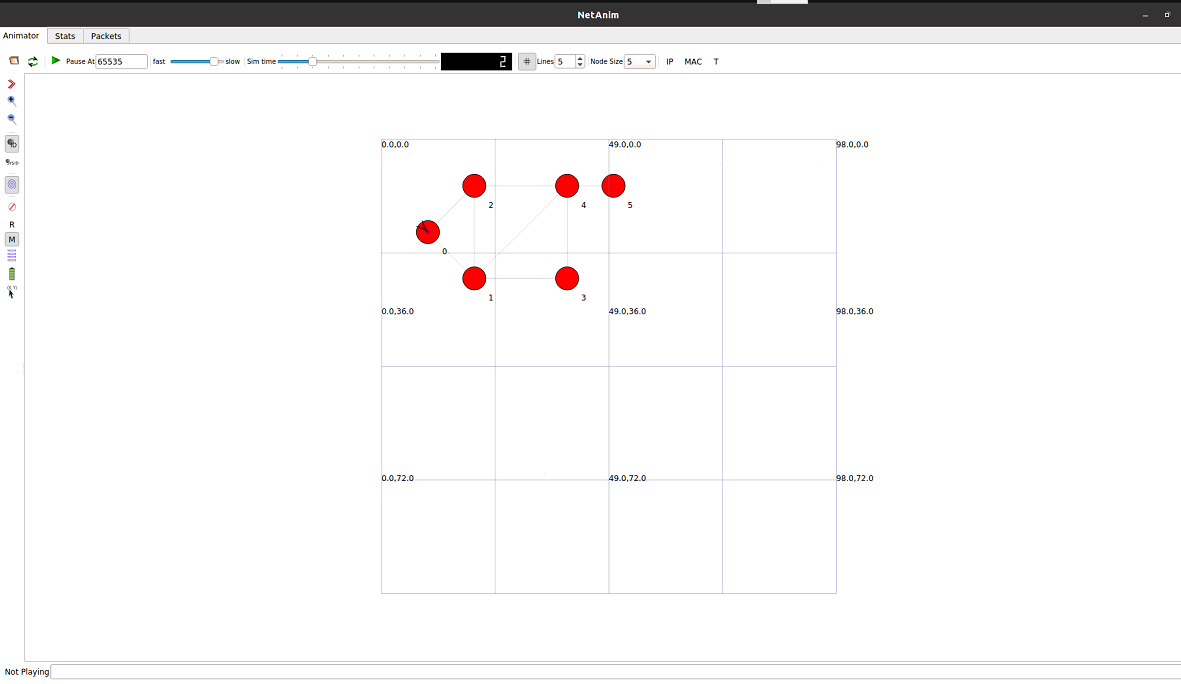 NetAnim
Animator Stats Packets
Pause At 65535 fast slow Sim time 2 # Lines 5 Node Size 5 IP MAC T
ID
SYSID
R
M
(X,Y)
0.0,0.0 49.0,0.0 98.0,0.0
2 4 5
0
1 3
0.0,36.0 49.0,36.0 98.0,36.0
0.0,72.0 49.0,72.0 98.0,72.0
Not Playing